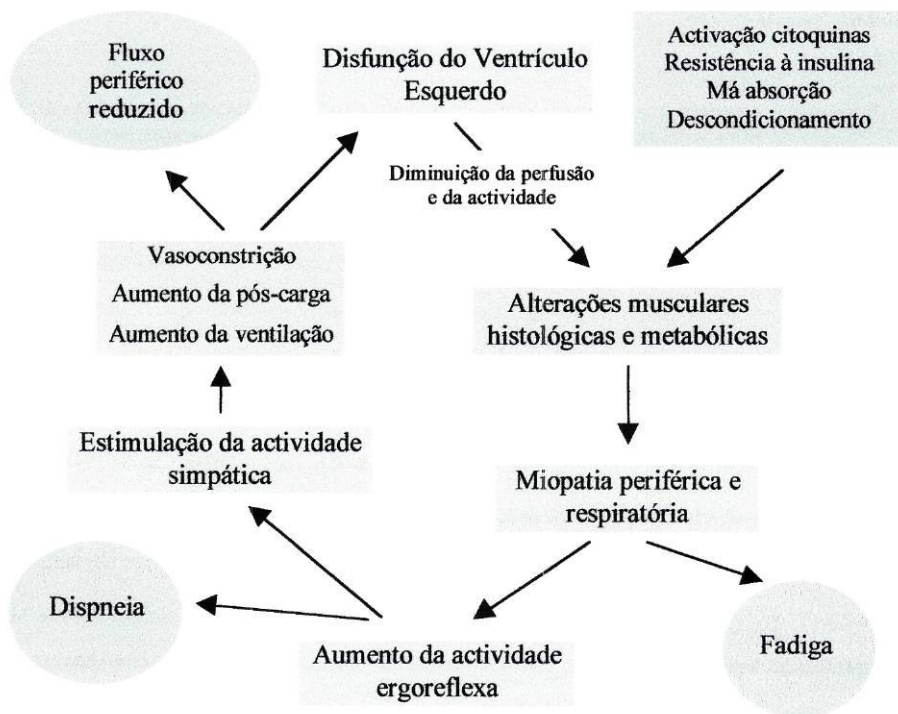 Fluxo
periférico
reduzido
Disfunção do Ventrículo
Esquerdo
Activação citoquinas
Resistência à insulina
Má absorção
Descondicionamento
Diminuição da perfusão
e da actividade
Vasoconstrição
Aumento da pós-carga
Aumento da ventilação
Alterações musculares
histológicas e metabólicas
Estimulação da actividade
simpática
Miopatia periférica e
respiratória
Dispneia
Aumento da actividade
ergoreflexa
Fadiga